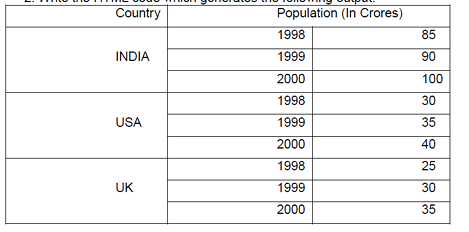 2. Write the HTML code which generates the following output.
Country Population (In Crores)
1998 85
INDIA 1999 90
2000 100
1998 30
USA 1999 35
2000 40
1998 25
UK 1999 30
2000 35